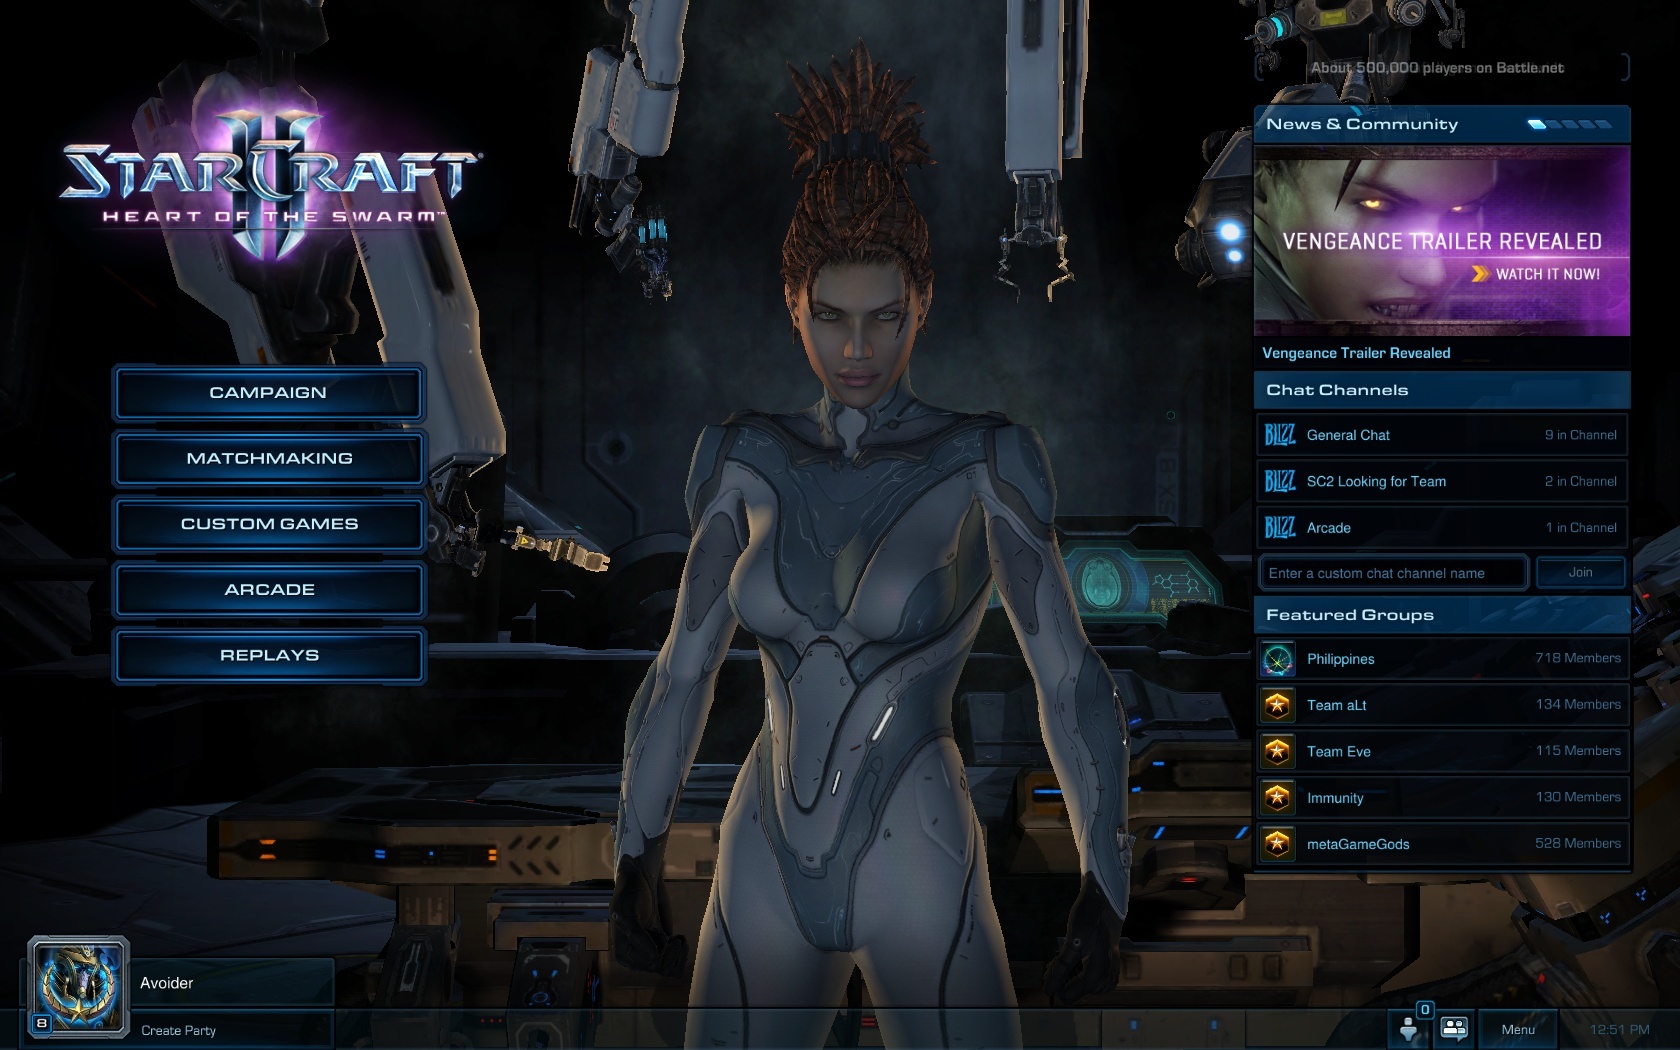 About 500,000 players on Battle.net
STARCRAFT
II
HEART OF THE SWARM™
News & Community
VENGEANCE TRAILER REVEALED
WATCH IT NOW!
Vengeance Trailer Revealed
CAMPAIGN
MATCHMAKING
CUSTOM GAMES
ARCADE
REPLAYS
Chat Channels
BLIZZ General Chat 9 in Channel
BLIZZ SC2 Looking for Team 2 in Channel
BLIZZ Arcade 1 in Channel
Enter a custom chat channel name Join
Featured Groups
Philippines 718 Members
Team aLt 134 Members
Team Eve 115 Members
Immunity 130 Members
metaGameGods 528 Members
Avoider
8
Create Party
0
Menu 12:51 PM